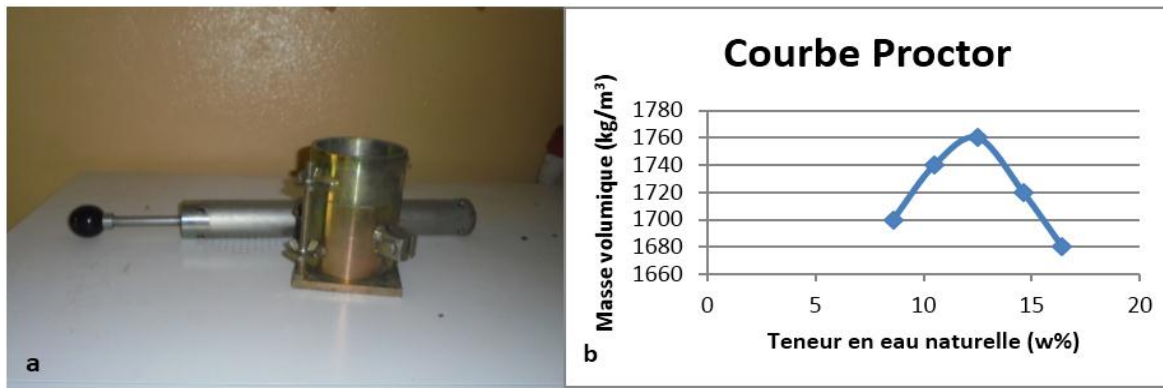 a
Courbe Proctor
Masse volumique (kg/m³)
1780
1760
1740
1720
1700
1680
1660
0 5 10 15 20
Teneur en eau naturelle (w%)
b